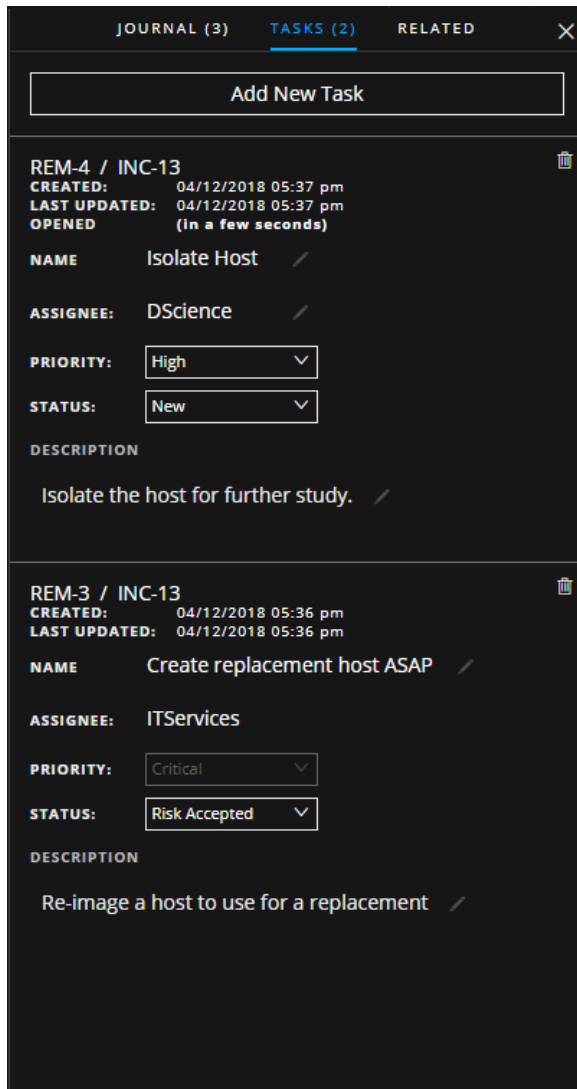 JOURNAL (3) TASKS (2) RELATED
Add New Task
REM-4 / INC-13
CREATED: 04/12/2018 05:37 pm
LAST UPDATED: 04/12/2018 05:37 pm
OPENED (in a few seconds)
NAME Isolate Host
ASSIGNEE: DScience
PRIORITY: High
STATUS: New
DESCRIPTION
Isolate the host for further study.
REM-3 / INC-13
CREATED: 04/12/2018 05:36 pm
LAST UPDATED: 04/12/2018 05:36 pm
NAME Create replacement host ASAP
ASSIGNEE: ITServices
PRIORITY: Critical
STATUS: Risk Accepted
DESCRIPTION
Re-image a host to use for a replacement